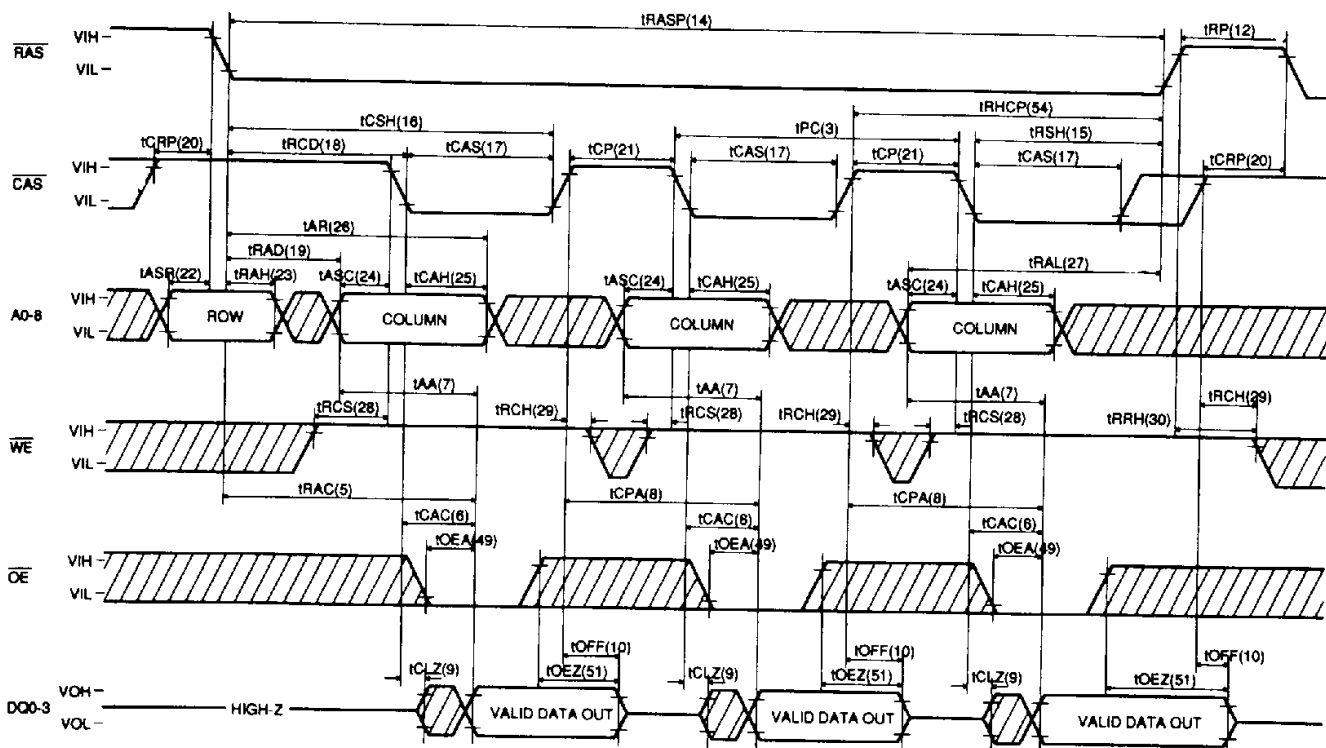 tRASP(14)
tRP(12)
RAS
VIH
VIL
tRHCP(54)
tCSH(16)
tPC(3)
tRSH(15)
tCRP(20)
tRCD(18)
tCAS(17)
tCP(21)
tCAS(17)
tCP(21)
tCAS(17)
tCRP(20)
CAS
VIH
VIL
tAR(26)
tRAD(19)
tRAL(27)
tASR(22)
tRAH(23)
tASC(24)
tCAH(25)
tASC(24)
tCAH(25)
tASC(24)
tCAH(25)
A0-8
VIH
VIL
ROW
COLUMN
COLUMN
COLUMN
tAA(7)
tAA(7)
tAA(7)
tRCS(28)
tRCH(29)
tRCS(28)
tRCH(29)
tRCS(28)
tRRH(30)
tRCH(29)
WE
VIH
VIL
tRAC(5)
tCPA(8)
tCPA(8)
tCAC(6)
tCAC(6)
tCAC(6)
tOEA(49)
tOEA(49)
tOEA(49)
OE
VIH
VIL
tOFF(10)
tOFF(10)
tOFF(10)
tCLZ(9)
tOEZ(51)
tCLZ(9)
tOEZ(51)
tCLZ(9)
tOEZ(51)
DQ0-3
VOH
VOL
HIGH-Z
VALID DATA OUT
VALID DATA OUT
VALID DATA OUT